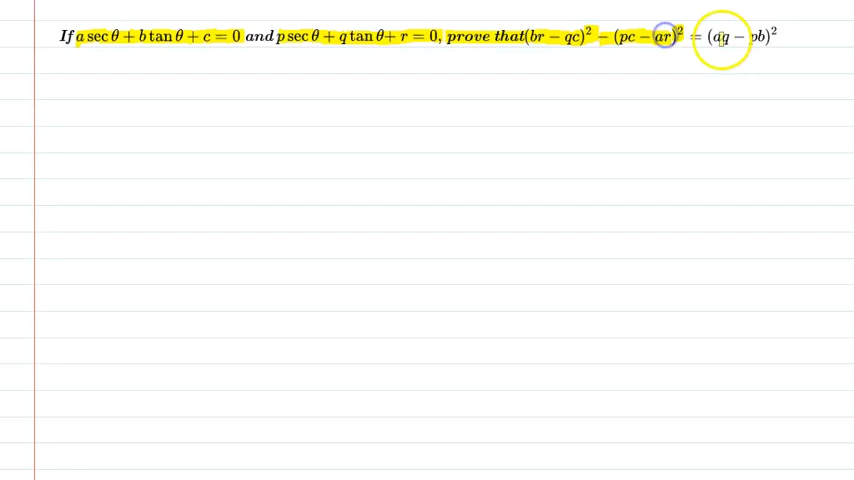 If a sec θ + b tan θ + c = 0 and p sec θ + q tan θ+ r = 0, prove that(br − qc)² − (pc − ar)² = (aq − pb)²